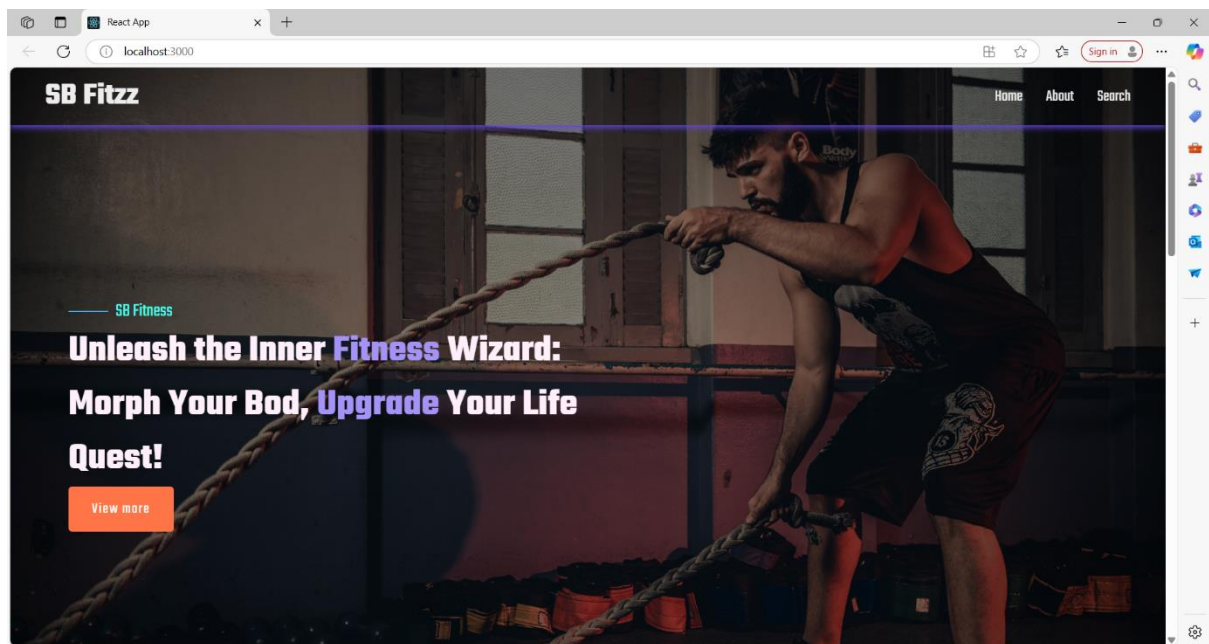 React App
localhost:3000
Sign in
SB Fitzz
Home About Search
Body
SB Fitness
Unleash the Inner Fitness Wizard:
Morph Your Bod, Upgrade Your Life
Quest!
View more